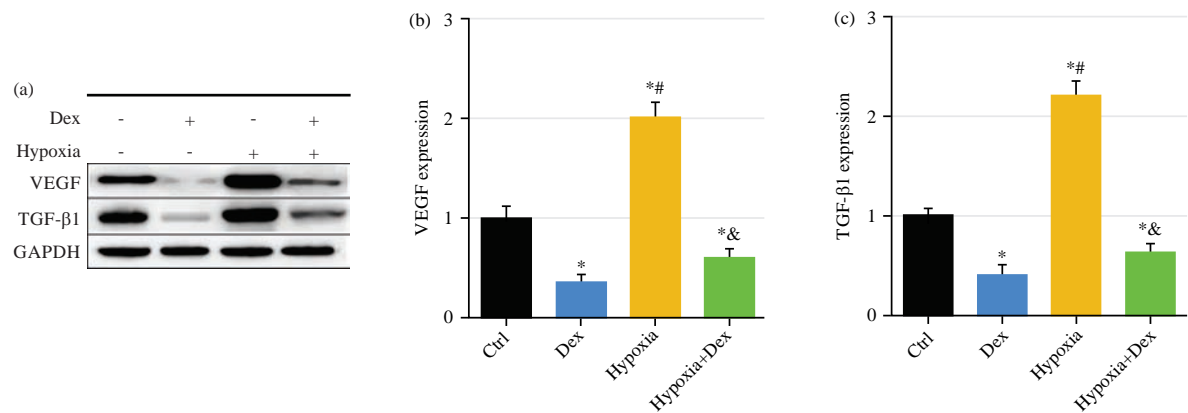 (a)
Dex - + - +
Hypoxia - - + +
VEGF
TGF-β1
GAPDH
(b)
VEGF expression
3
2
1
0
*
*#
*&
Ctrl
Dex
Hypoxia
Hypoxia+Dex
(c)
TGF-β1 expression
3
2
1
0
*
*#
*&
Ctrl
Dex
Hypoxia
Hypoxia+Dex